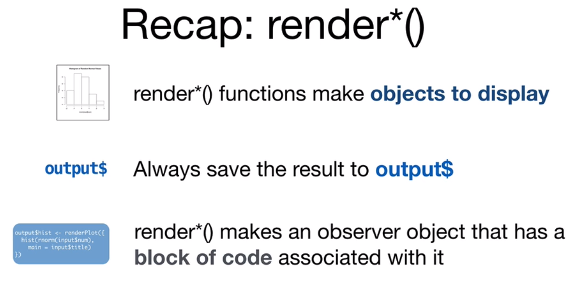 Recap: render*()
render*() functions make objects to display
output$ Always save the result to output$
output$hist <- renderPlot({
hist(rnorm(input$num),
main = input$title)
})
render*() makes an observer object that has a
block of code associated with it